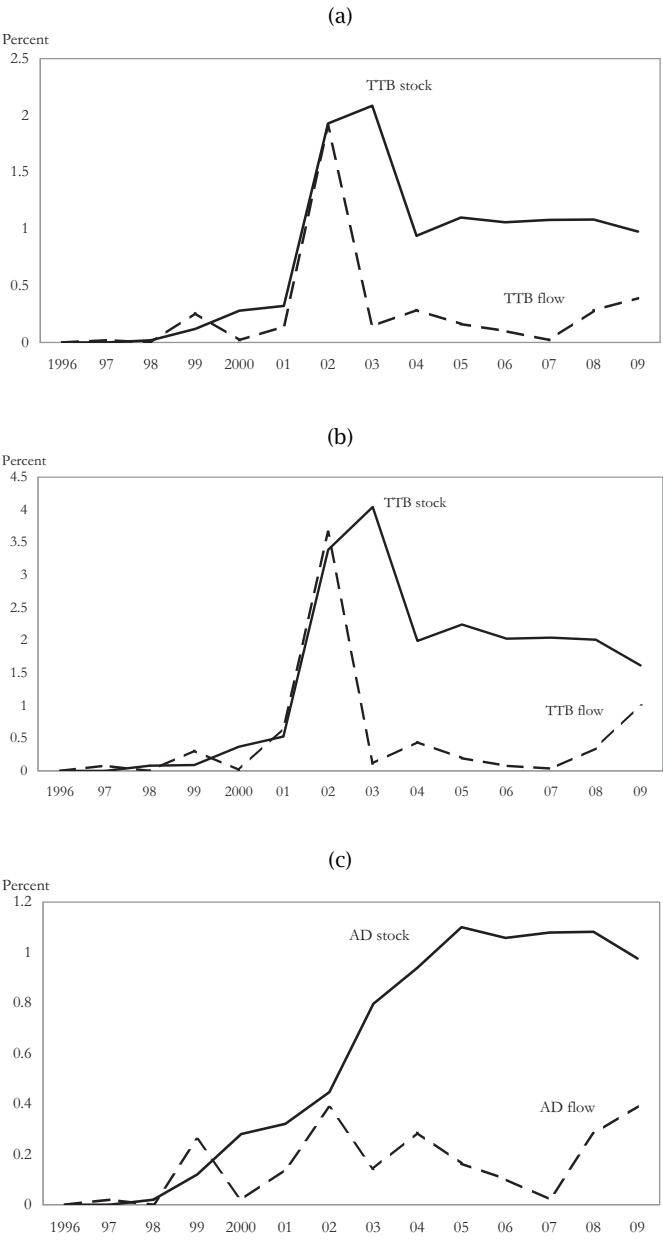 (a)
Percent
2.5
TTB stock
2
1.5
1
0.5
TTB flow
0
1996 97 98 99 2000 01 02 03 04 05 06 07 08 09
(b)
Percent
4.5
TTB stock
4
3.5
3
2.5
2
1.5
TTB flow
1
0.5
0
1996 97 98 99 2000 01 02 03 04 05 06 07 08 09
(c)
Percent
1.2
AD stock
1
0.8
0.6
0.4
AD flow
0.2
0
1996 97 98 99 2000 01 02 03 04 05 06 07 08 09